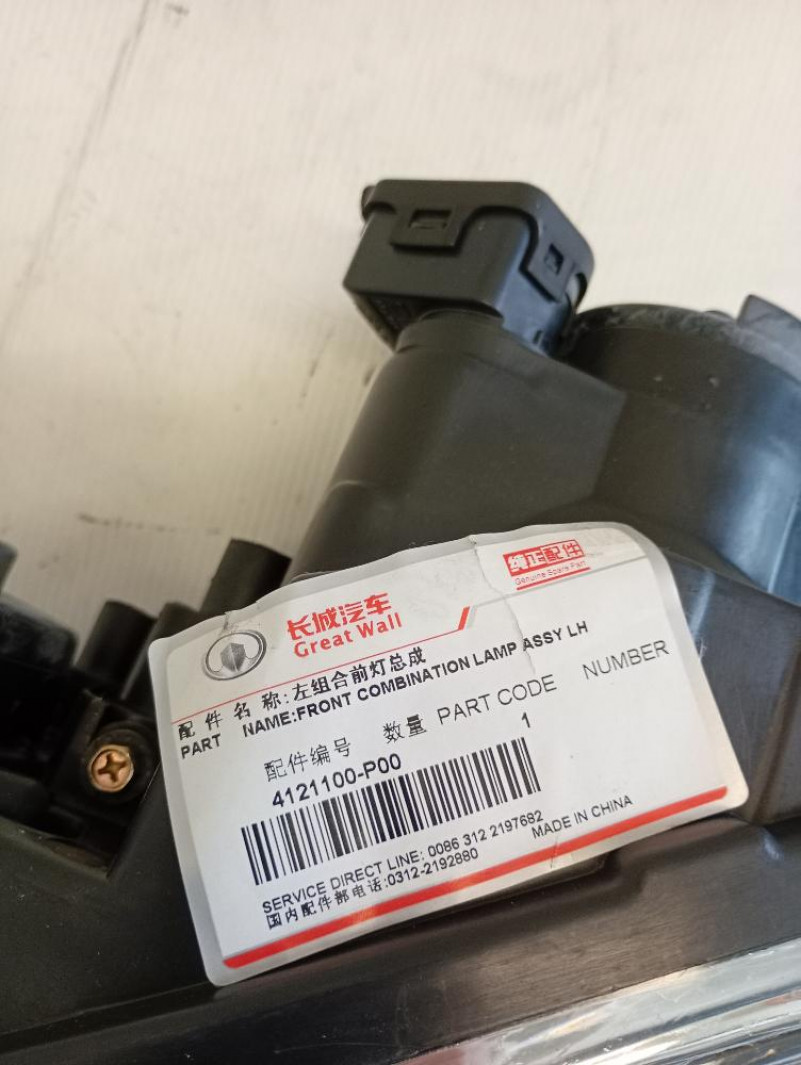 纯正配件
Genuine Spare Part
长城汽车
Great Wall
配 件 名 称:左组合前灯总成
PART NAME:FRONT COMBINATION LAMP ASSY LH
配件编号 数量 PART CODE NUMBER
4121100-P00 1
SERVICE DIRECT LINE: 0086 312 2197682
国内配件部电话:0312-2192880 MADE IN CHINA